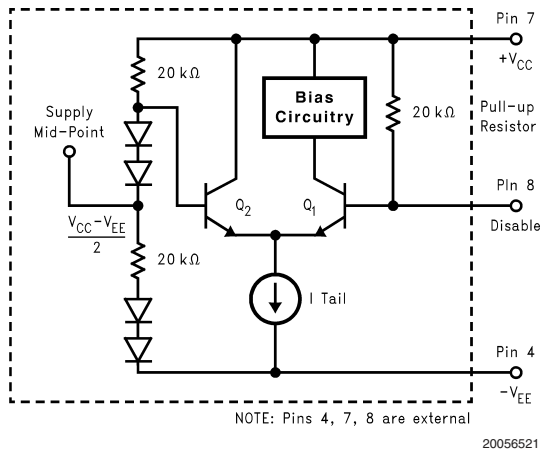 Pin 7
+VCC
20 kΩ
Bias
Circuitry
20 kΩ
Pull-up
Resistor
Supply
Mid-Point
PIn 8
Disable
Q2
Q1
VCC-VEE
2
20 kΩ
I Tail
Pin 4
-VEE
NOTE: Pins 4, 7, 8 are external
20056521